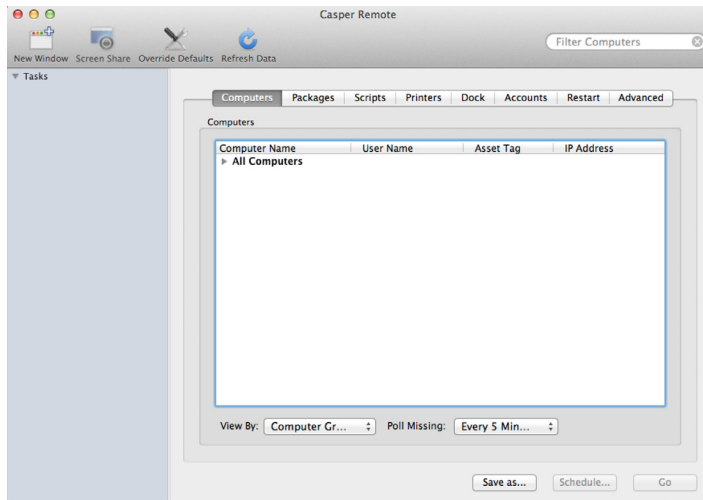 Casper Remote
New Window Screen Share Override Defaults Refresh Data
Filter Computers
Tasks
Computers Packages Scripts Printers Dock Accounts Restart Advanced
Computers
Computer Name User Name Asset Tag IP Address
All Computers
View By: Computer Gr... Poll Missing: Every 5 Min...
Save as... Schedule... Go